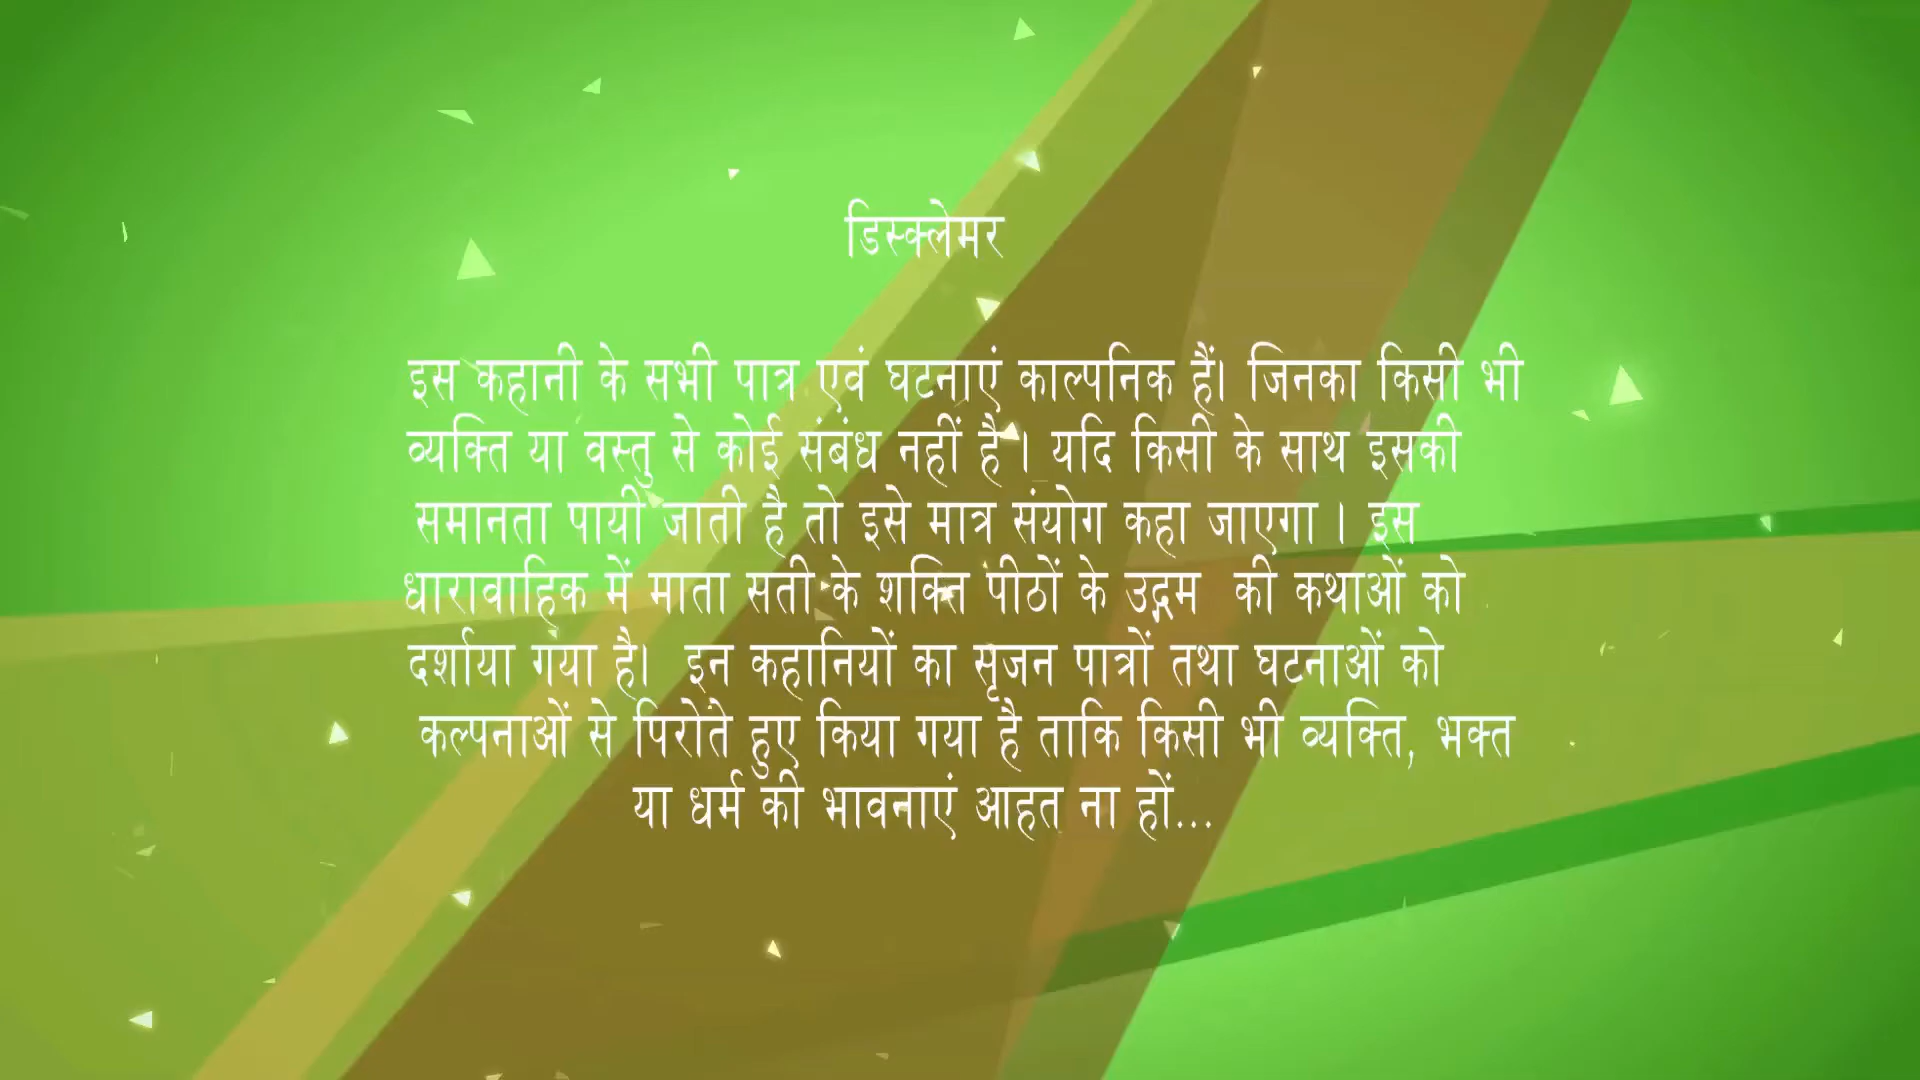 डिस्क्लेमर
इस कहानी के सभी पात्र एवं घटनाएं काल्पनिक हैं। जिनका किसी भी
व्यक्ति या वस्तु से कोई संबंध नहीं है । यदि किसी के साथ इसकी
समानता पायी जाती है तो इसे मात्र संयोग कहा जाएगा । इस
धारावाहिक में माता सती के शक्ति पीठों के उद्गम की कथाओं को
दर्शाया गया है। इन कहानियों का सृजन पात्रों तथा घटनाओं को
कल्पनाओं से पिरोते हुए किया गया है ताकि किसी भी व्यक्ति, भक्त
या धर्म की भावनाएं आहत ना हों...